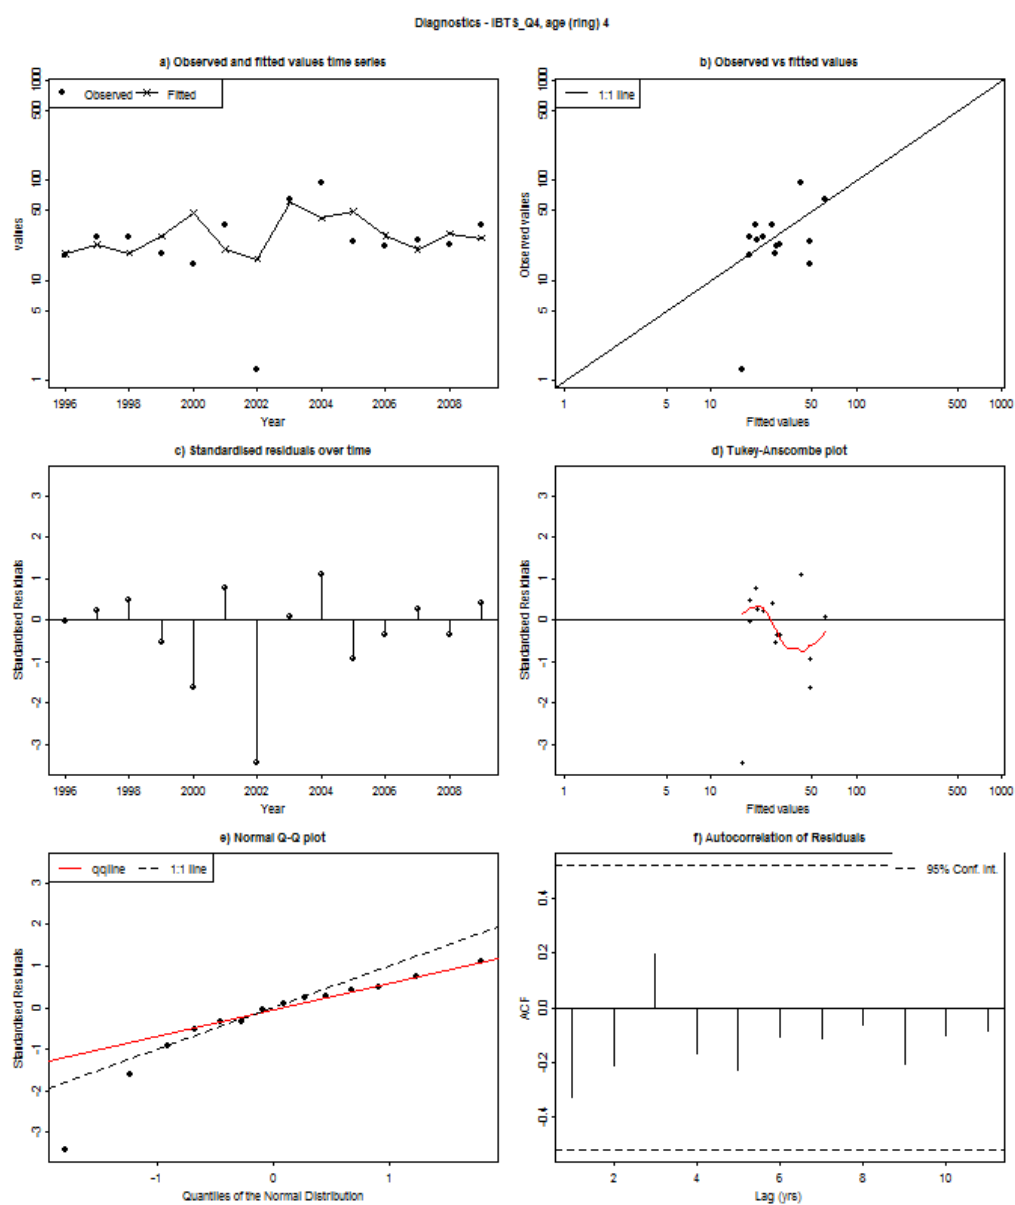 Diagnostics - IBTS_Q4, age (ring) 4
a) Observed and fitted values time series
values
1 5 10 50 100 500 1000
Observed Fitted
1996 1998 2000 2002 2004 2006 2008
Year
b) Observed vs fitted values
Observed values
1 5 10 50 100 500 1000
1:1 line
1 5 10 50 100 500 1000
Fitted values
c) Standardised residuals over time
Standardised Residuals
-3 -2 -1 0 1 2 3
1996 1998 2000 2002 2004 2006 2008
Year
d) Tukey-Anscombe plot
Standardised Residuals
-3 -2 -1 0 1 2 3
1 5 10 50 100 500 1000
Fitted values
e) Normal Q-Q plot
Standardised Residuals
-3 -2 -1 0 1 2 3
qqline 1:1 line
-1 0 1
Quantiles of the Normal Distribution
f) Autocorrelation of Residuals
ACF
-0.4 -0.2 0.0 0.2 0.4
95% Conf. Int.
2 4 6 8 10
Lag (yrs)